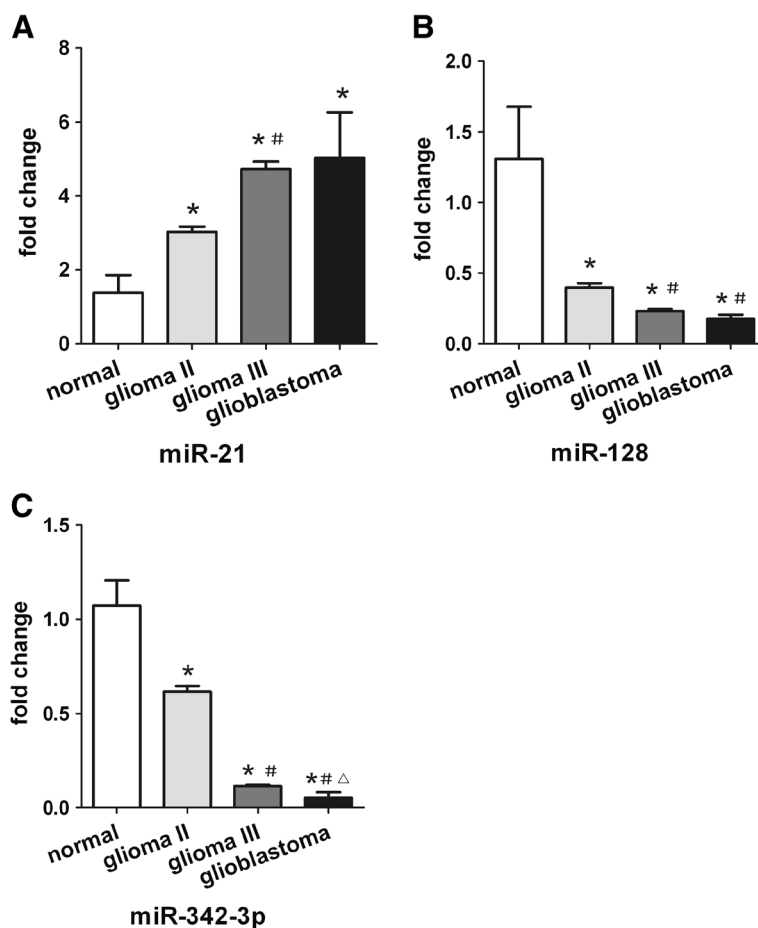 A
fold change
8
6
4
2
0
*
* #
*
normal
glioma II
glioma III
glioblastoma
miR-21
B
fold change
2.0
1.5
1.0
0.5
0.0
*
* #
* #
normal
glioma II
glioma III
glioblastoma
miR-128
C
fold change
1.5
1.0
0.5
0.0
*
* #
* # △
normal
glioma II
glioma III
glioblastoma
miR-342-3p